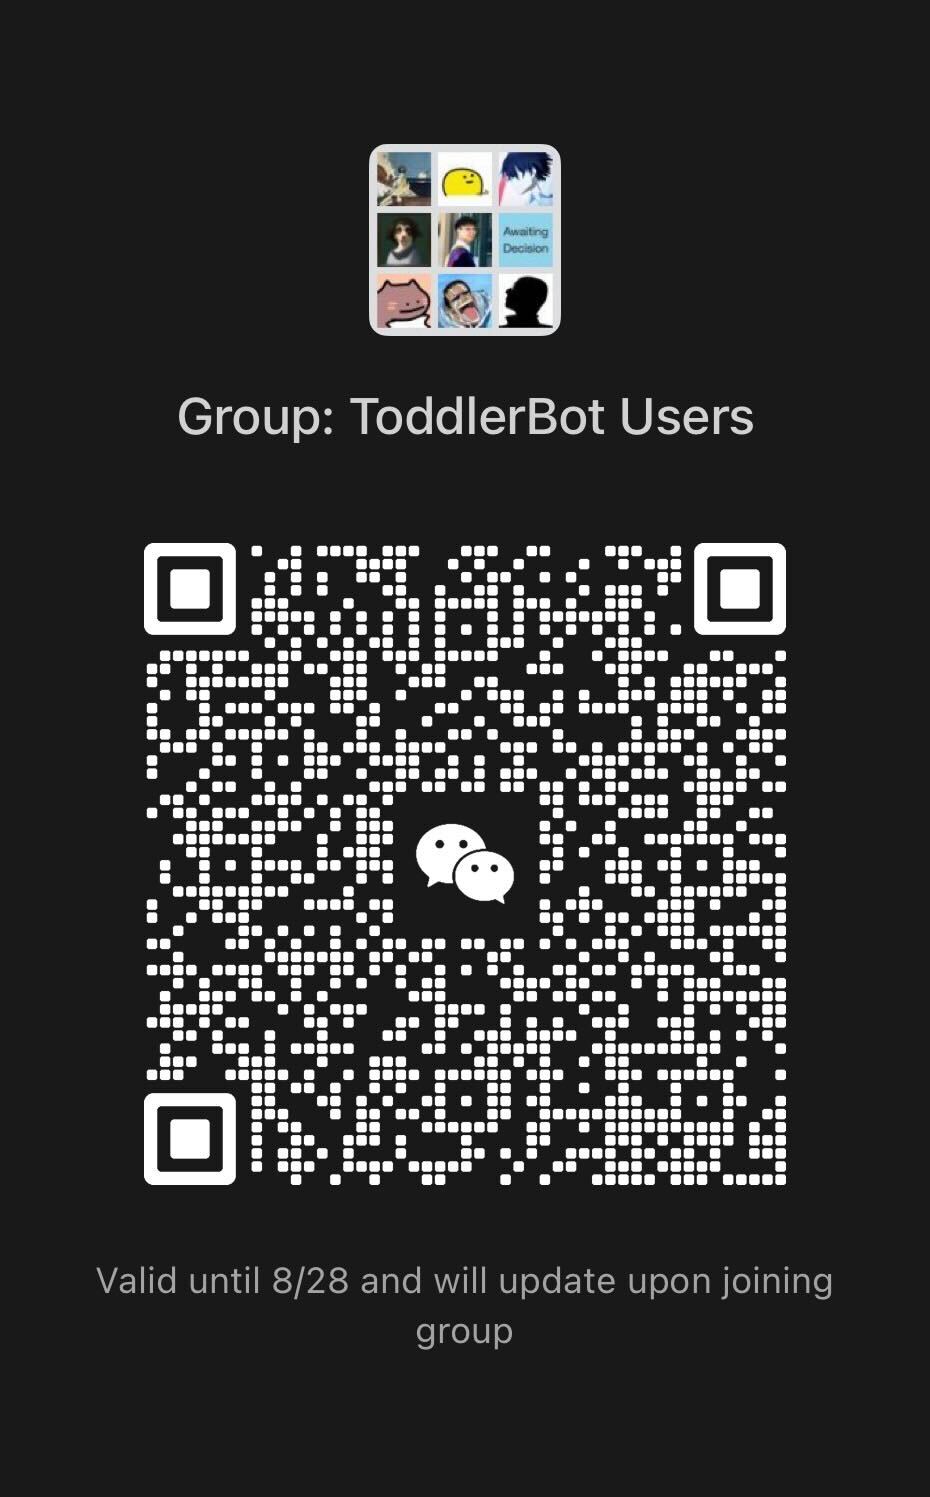 Awaiting
Decision
Group: ToddlerBot Users
Valid until 8/28 and will update upon joining
group